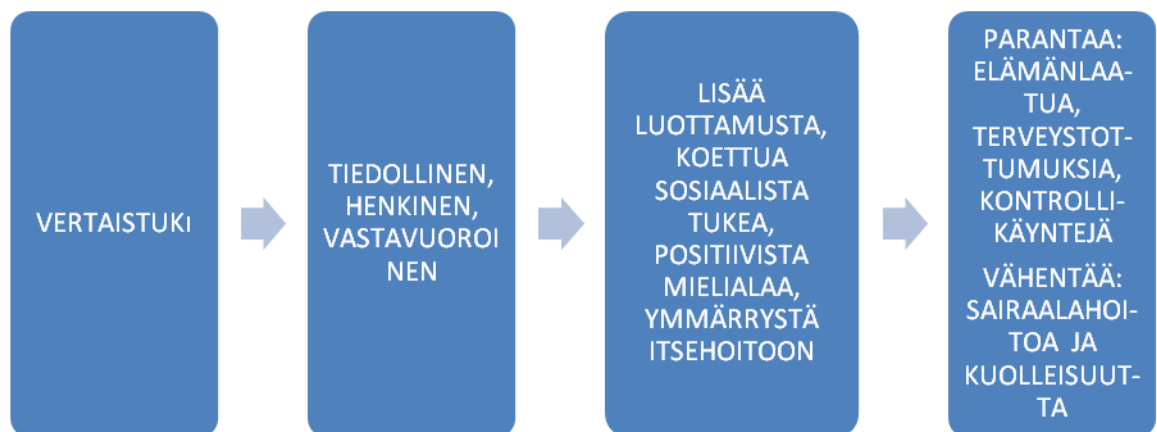 VERTAISTUKI
TIEDOLLINEN,
HENKINEN,
VASTAVUOROI
NEN
LISÄÄ
LUOTTAMUSTA,
KOETTUA
SOSIAALISTA
TUKEA,
POSITIIVISTA
MIELIALAA,
YMMÄRRYSTÄ
ITSEHOITOON
PARANTAA:
ELÄMÄNLAA-
TUA,
TERVEYSTOT-
TUMUKSIA,
KONTROLLI-
KÄYNTEJÄ
VÄHENTÄÄ:
SAIRAALAHOI-
TOA JA
KUOLLEISUUT-
TA